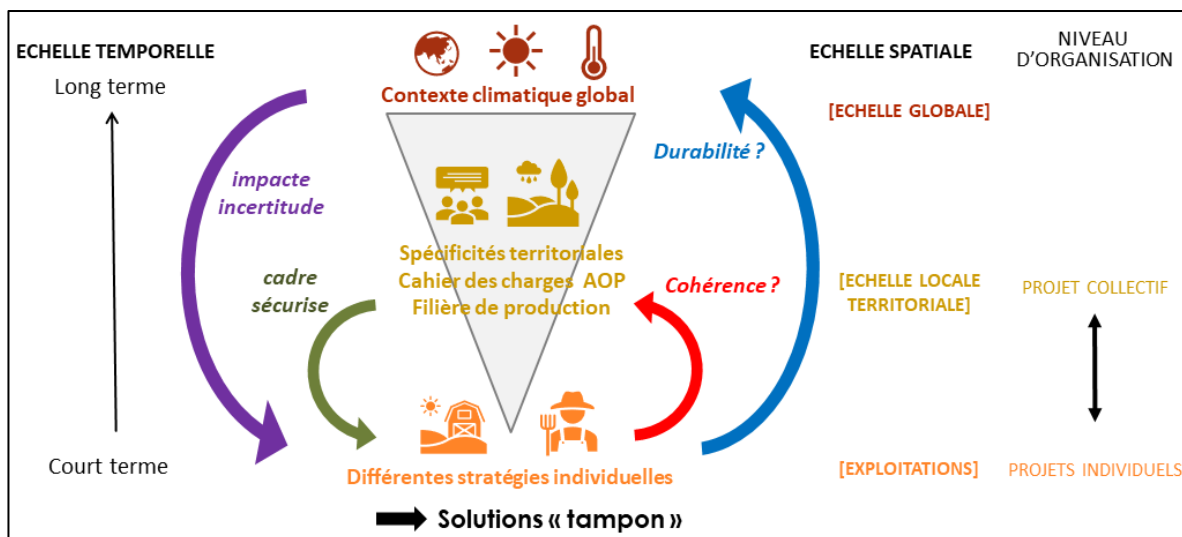 ECHELLE TEMPORELLE
Long terme
Court terme
impacte
incertitude
cadre
sécurise
Contexte climatique global
Spécificités territoriales
Cahier des charges AOP
Filière de production
Différentes stratégies individuelles
Solutions « tampon »
Durabilité ?
Cohérence ?
ECHELLE SPATIALE
[ECHELLE GLOBALE]
[ECHELLE LOCALE
TERRITORIALE]
[EXPLOITATIONS]
NIVEAU
D'ORGANISATION
PROJET COLLECTIF
PROJETS INDIVIDUELS